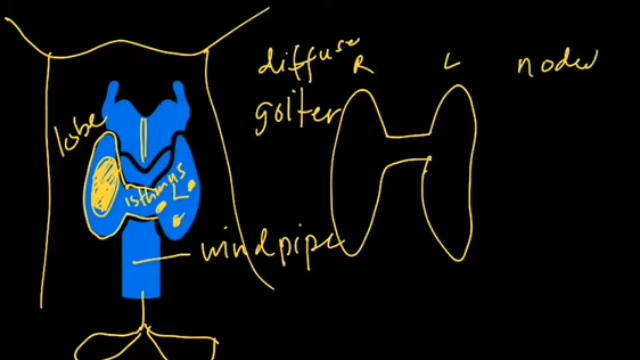 diffuse
R
L
nodu
goiter
lobe
isthmus
L
windpipe